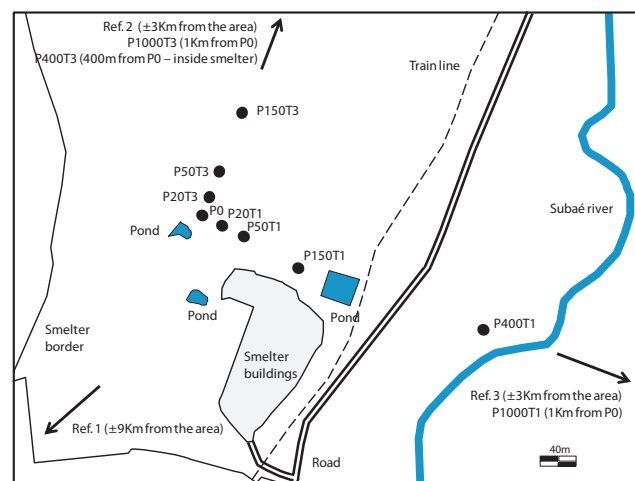 Ref. 2 (±3Km from the area)
P1000T3 (1Km from P0)
P400T3 (400m from P0 – inside smelter)
Train line
P150T3
P50T3
P20T3
P0
P20T1
P50T1
Pond
Subaé river
P150T1
Pond
Pond
P400T1
Smelter
border
Smelter
buildings
Ref. 3 (±3Km from the area)
P1000T1 (1Km from P0)
Ref. 1 (±9Km from the area)
Road
40m